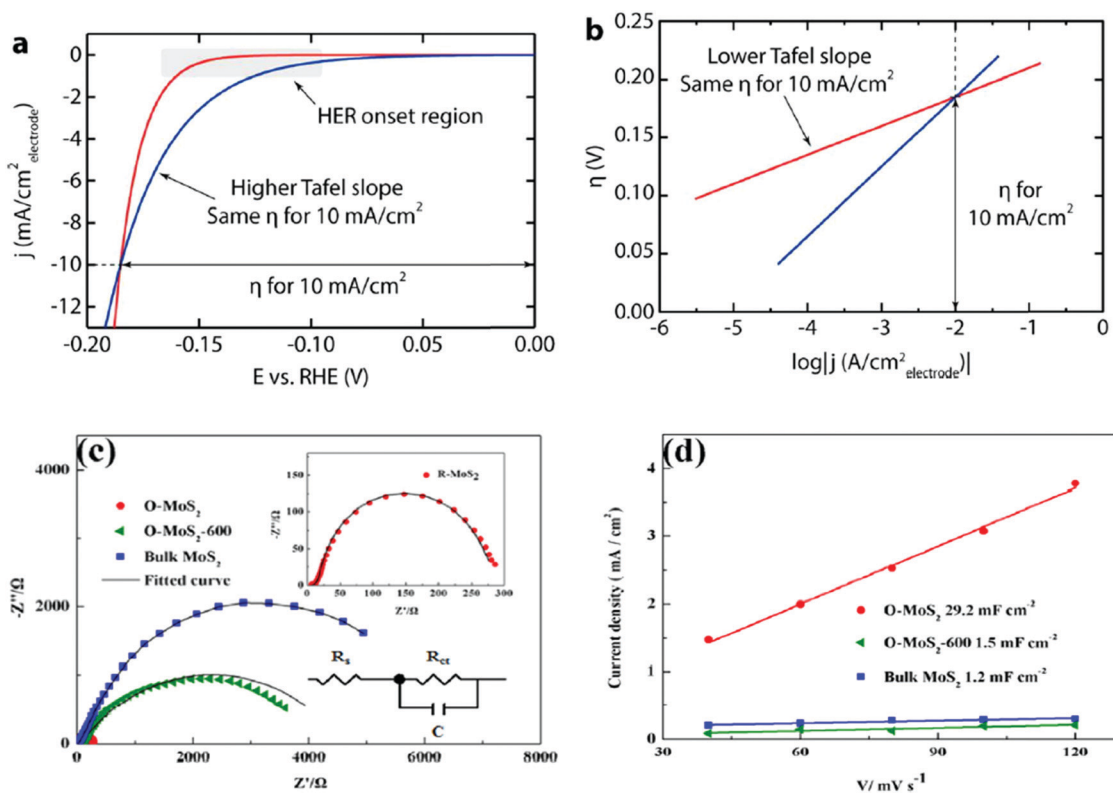 a
0
-2
-4
-6
-8
-10
-12
j (mA/cm²electrode)
HER onset region
Higher Tafel slope
Same η for 10 mA/cm²
η for 10 mA/cm²
-0.20 -0.15 -0.10 -0.05 0.00
E vs. RHE (V)
b
0.25
0.20
0.15
0.10
0.05
0.00
η (V)
Lower Tafel slope
Same η for 10 mA/cm²
η for
10 mA/cm²
-6 -5 -4 -3 -2 -1 0
log|j (A/cm²electrode)|
(c)
4000
2000
0
-Z''/Ω
O-MoS₂
O-MoS₂-600
Bulk MoS₂
Fitted curve
125
100
75
50
25
0
-Z''/Ω
R-MoS₂
0 50 100 150 200 250 300
Z'/Ω
Rs
Rct
C
0 2000 4000 6000 8000
Z'/Ω
(d)
4
3
2
1
0
Current density ( mA / cm²)
O-MoS₂ 29.2 mF cm⁻²
O-MoS₂-600 1.5 mF cm⁻²
Bulk MoS₂ 1.2 mF cm⁻²
30 60 90 120
V/ mV s⁻¹